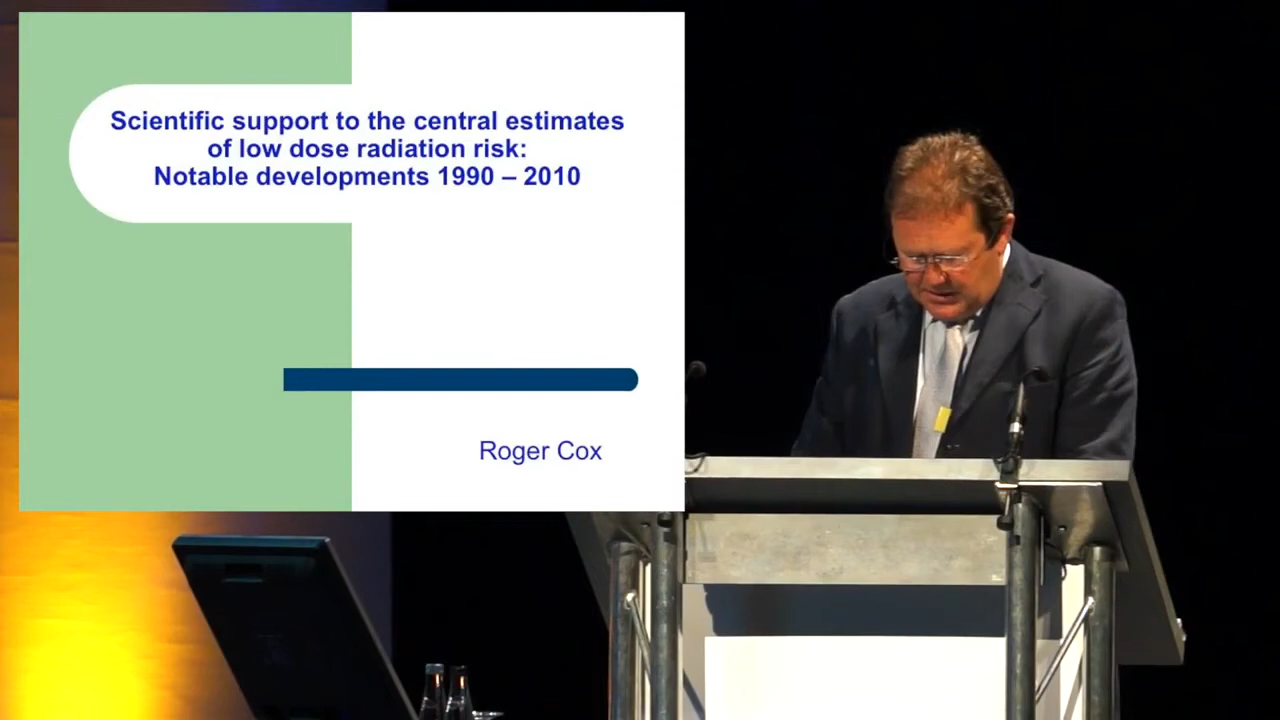 Scientific support to the central estimates
of low dose radiation risk:
Notable developments 1990 – 2010
Roger Cox